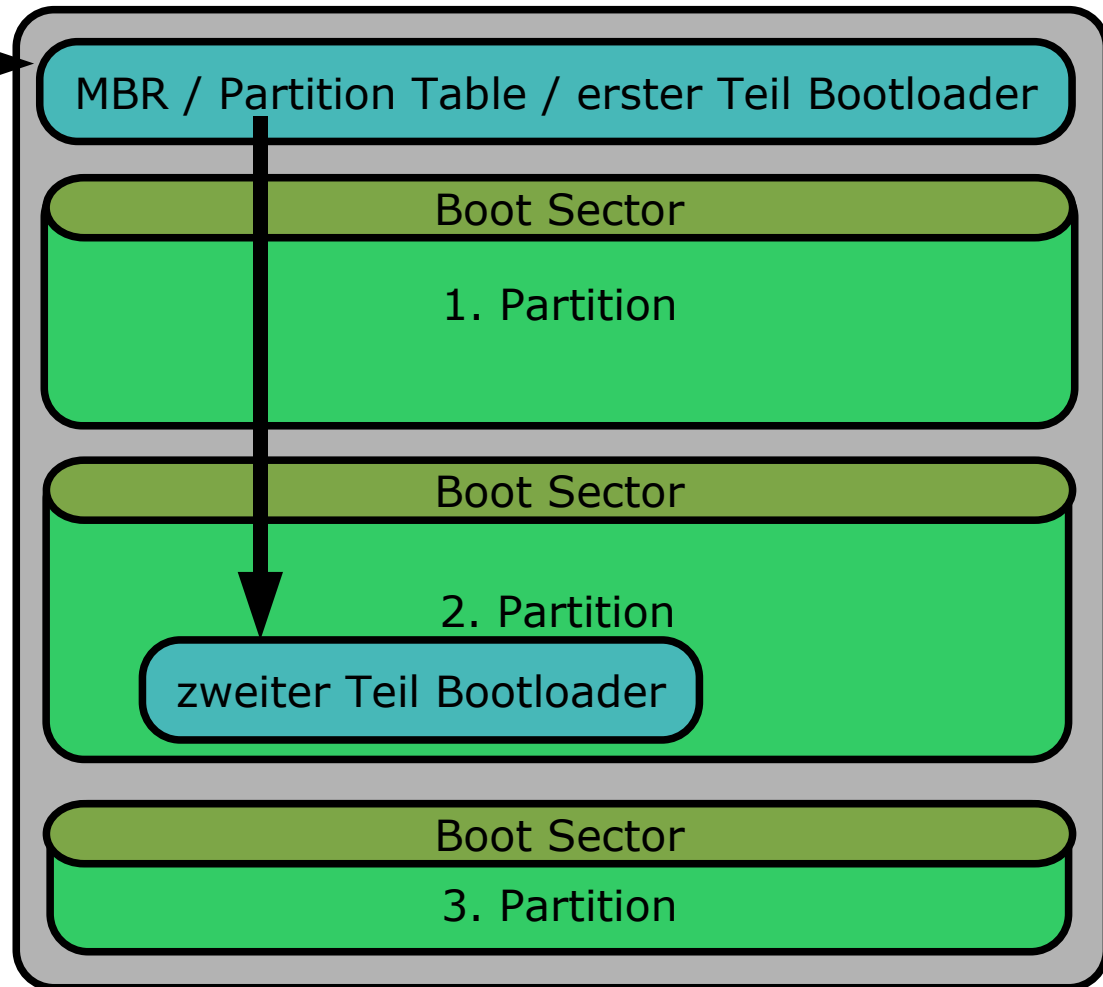 MBR / Partition Table / erster Teil Bootloader
Boot Sector
1. Partition
Boot Sector
2. Partition
zweiter Teil Bootloader
Boot Sector
3. Partition